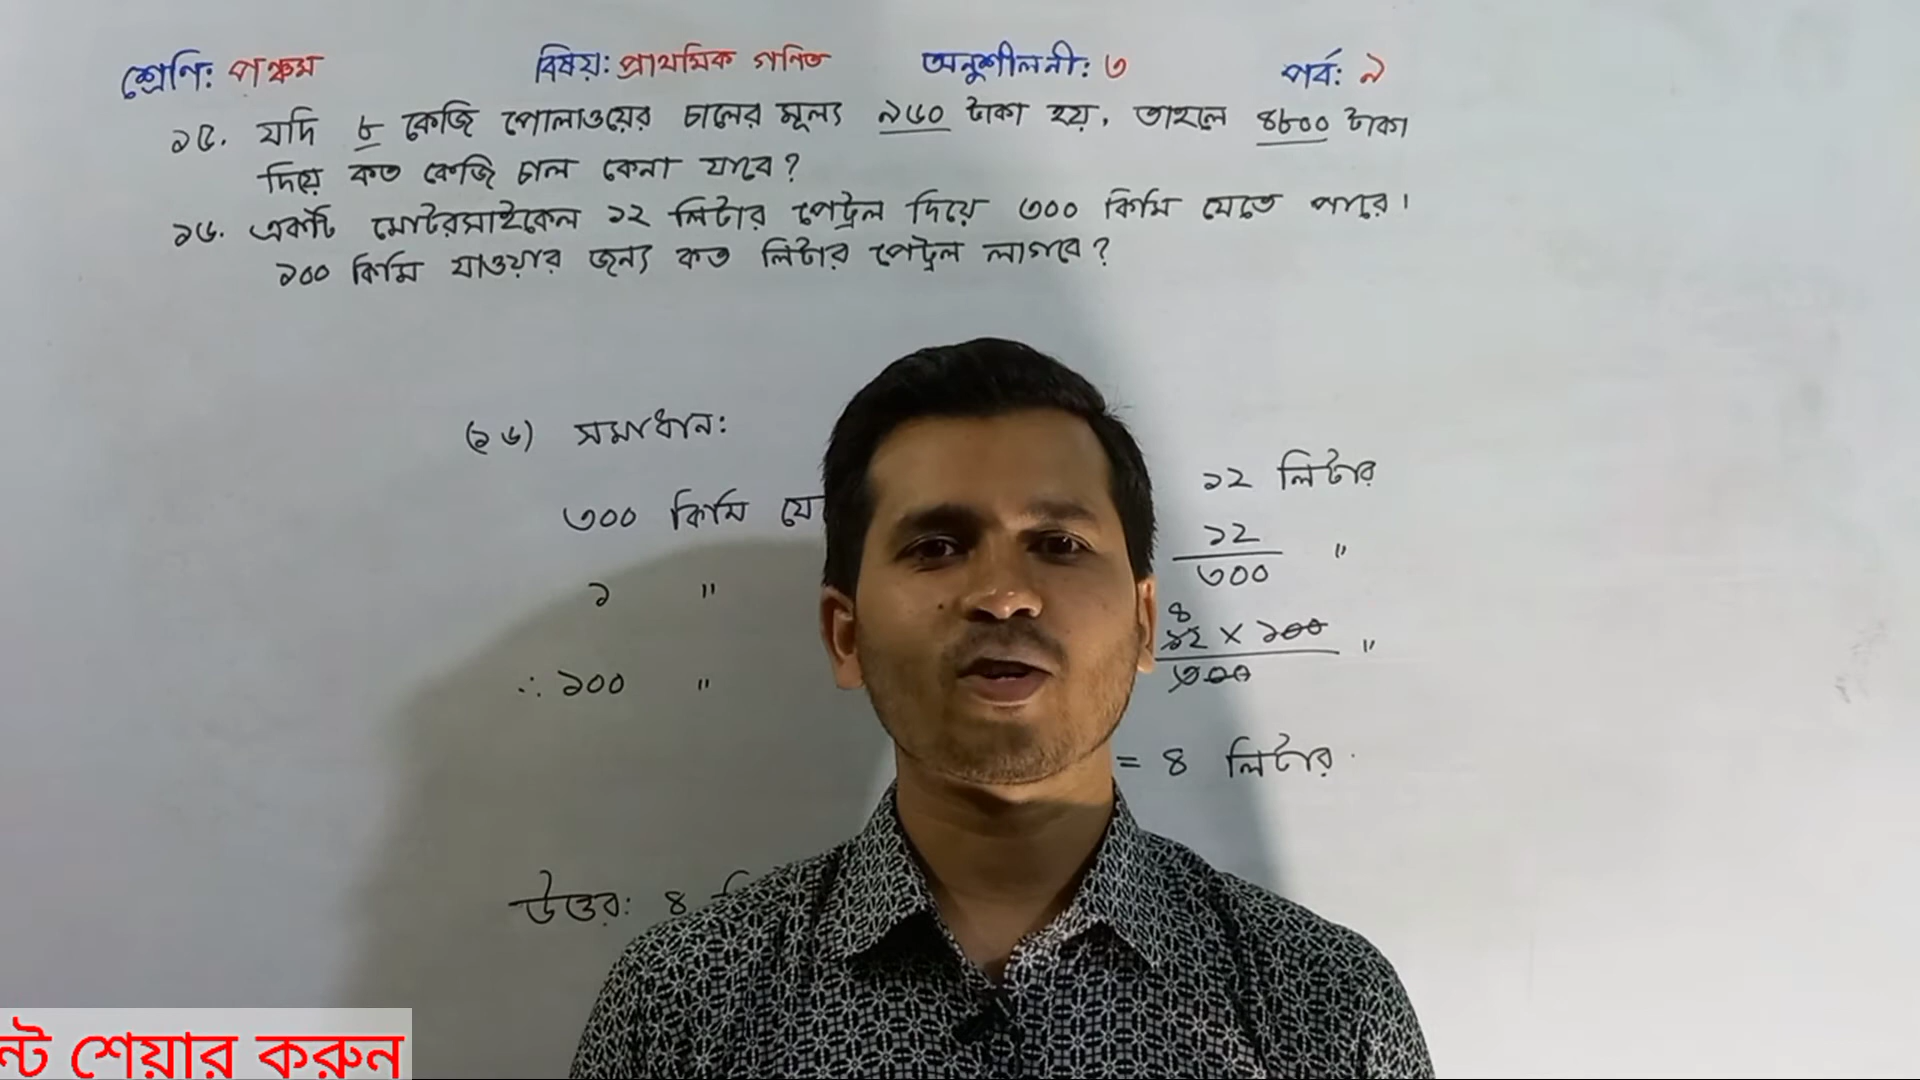 শ্রেণি: পঞ্চম বিষয়: প্রাথমিক গণিত অনুশীলনী: ৩ পর্ব: ৯
১৫. যদি ৮ কেজি পোলাওয়ের চালের মূল্য ৯৬০ টাকা হয়, তাহলে ৪৮০০ টাকা
দিয়ে কত কেজি চাল কেনা যাবে?
১৬. একটি মোটরসাইকেল ১২ লিটার পেট্রল দিয়ে ৩০০ কিমি যেতে পারে।
১০০ কিমি যাওয়ার জন্য কত লিটার পেট্রল লাগবে?
(১৬) সমাধান:
৩০০ কিমি যে ১২ লিটার
১ " ১২/৩০০ "
∴ ১০০ " ৪ ১২ × ১০০/৩০০ "
= ৪ লিটার
উত্তর: ৪
ন্ট শেয়ার করুন